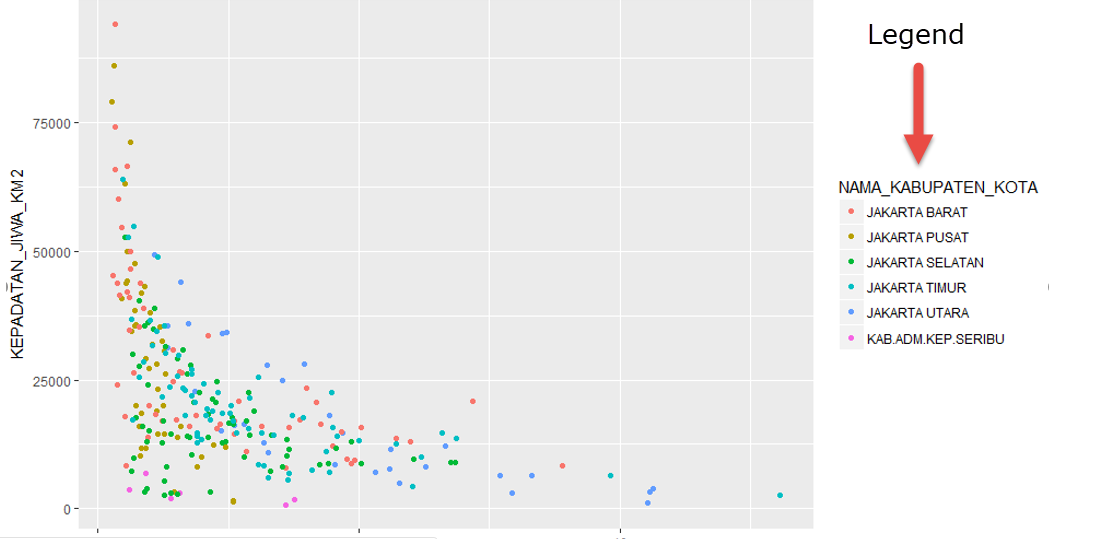 Legend
75000
50000
25000
0
KEPADATAN_JIWA_KM2
NAMA_KABUPATEN_KOTA
JAKARTA BARAT
JAKARTA PUSAT
JAKARTA SELATAN
JAKARTA TIMUR
JAKARTA UTARA
KAB.ADM.KEP.SERIBU